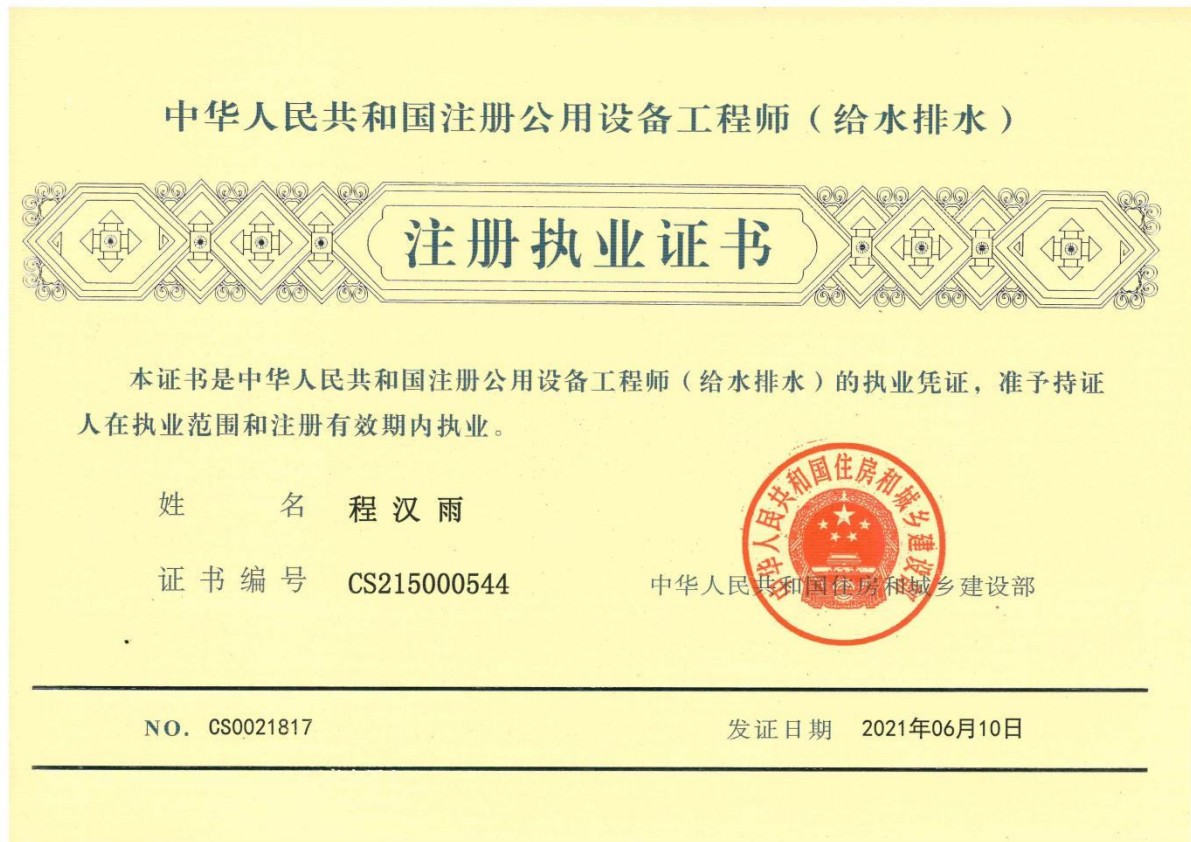 中华人民共和国注册公用设备工程师（给水排水）
注册执业证书
本证书是中华人民共和国注册公用设备工程师（给水排水）的执业凭证，准予持证
人在执业范围和注册有效期内执业。
姓 名 程汉雨
证书编号 CS215000544
中华人民共和国住房和城乡建设部
中华人民共和国住房和城乡建设部
NO. CS0021817
发证日期 2021年06月10日